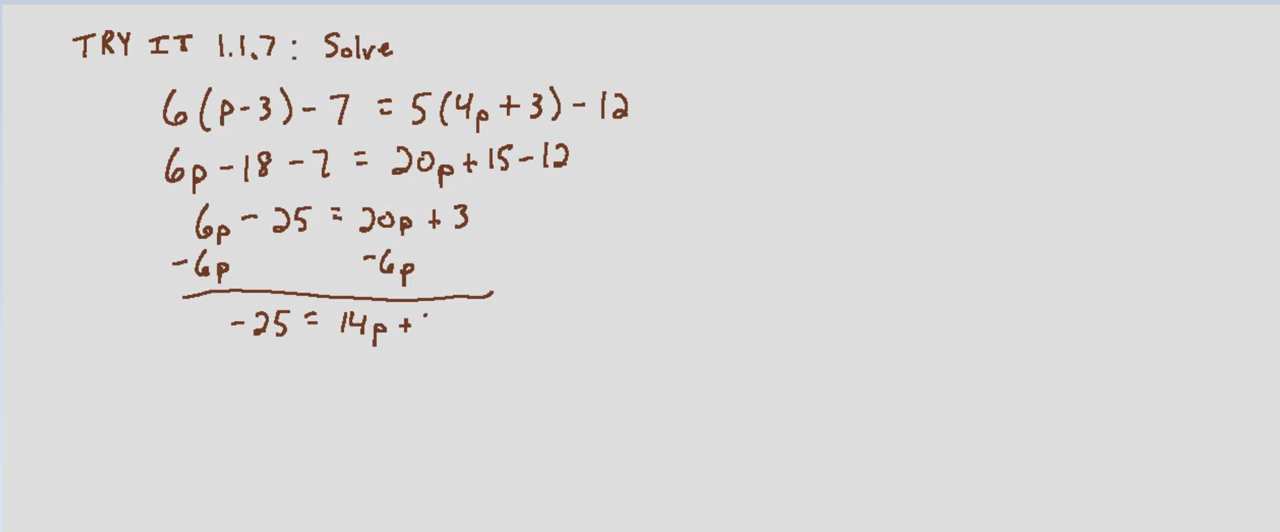 TRY IT 1.1.7: Solve
6(p-3)-7 = 5(4p+3)-12
6p-18-7 = 20p+15-12
6p-25 = 20p+3
-6p -6p
-25 = 14p+